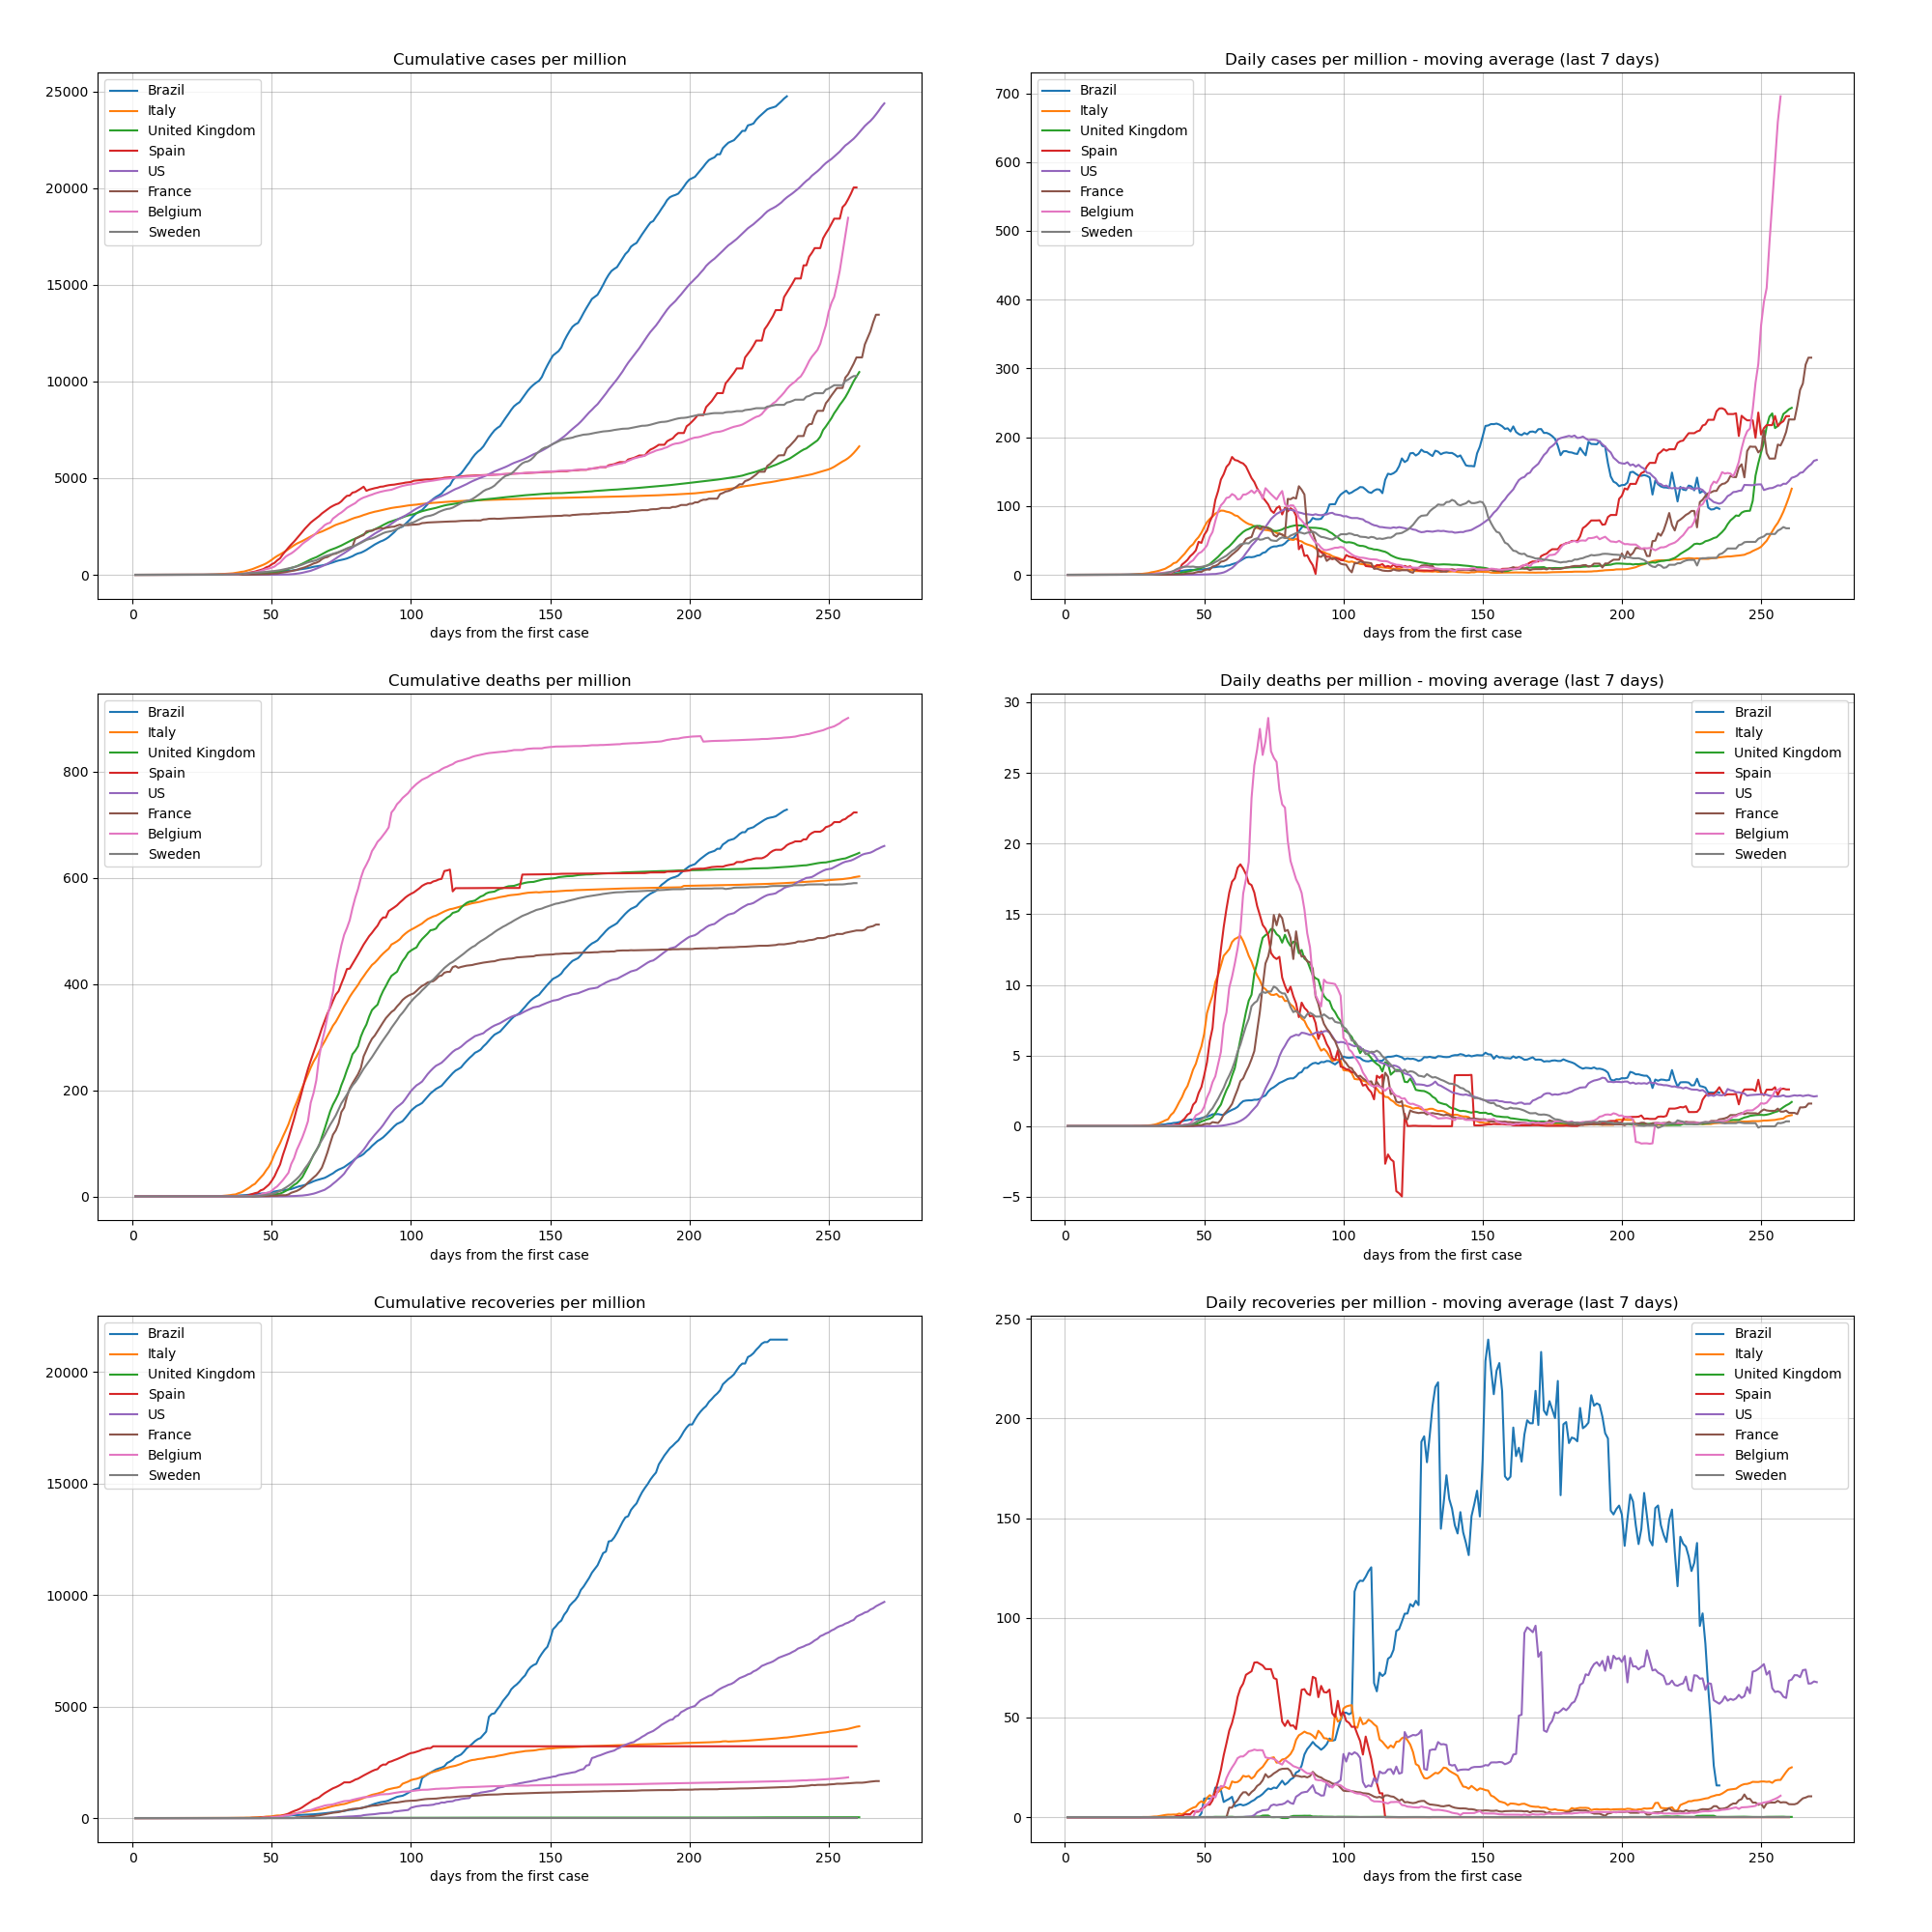 Cumulative cases per million
25000
20000
15000
10000
5000
0
0 50 100 150 200 250
days from the first case
Brazil
Italy
United Kingdom
Spain
US
France
Belgium
Sweden
Daily cases per million - moving average (last 7 days)
700
600
500
400
300
200
100
0
0 50 100 150 200 250
days from the first case
Brazil
Italy
United Kingdom
Spain
US
France
Belgium
Sweden
Cumulative deaths per million
800
600
400
200
0
0 50 100 150 200 250
days from the first case
Brazil
Italy
United Kingdom
Spain
US
France
Belgium
Sweden
Daily deaths per million - moving average (last 7 days)
30
25
20
15
10
5
0
−5
0 50 100 150 200 250
days from the first case
Brazil
Italy
United Kingdom
Spain
US
France
Belgium
Sweden
Cumulative recoveries per million
20000
15000
10000
5000
0
0 50 100 150 200 250
days from the first case
Brazil
Italy
United Kingdom
Spain
US
France
Belgium
Sweden
Daily recoveries per million - moving average (last 7 days)
250
200
150
100
50
0
0 50 100 150 200 250
days from the first case
Brazil
Italy
United Kingdom
Spain
US
France
Belgium
Sweden